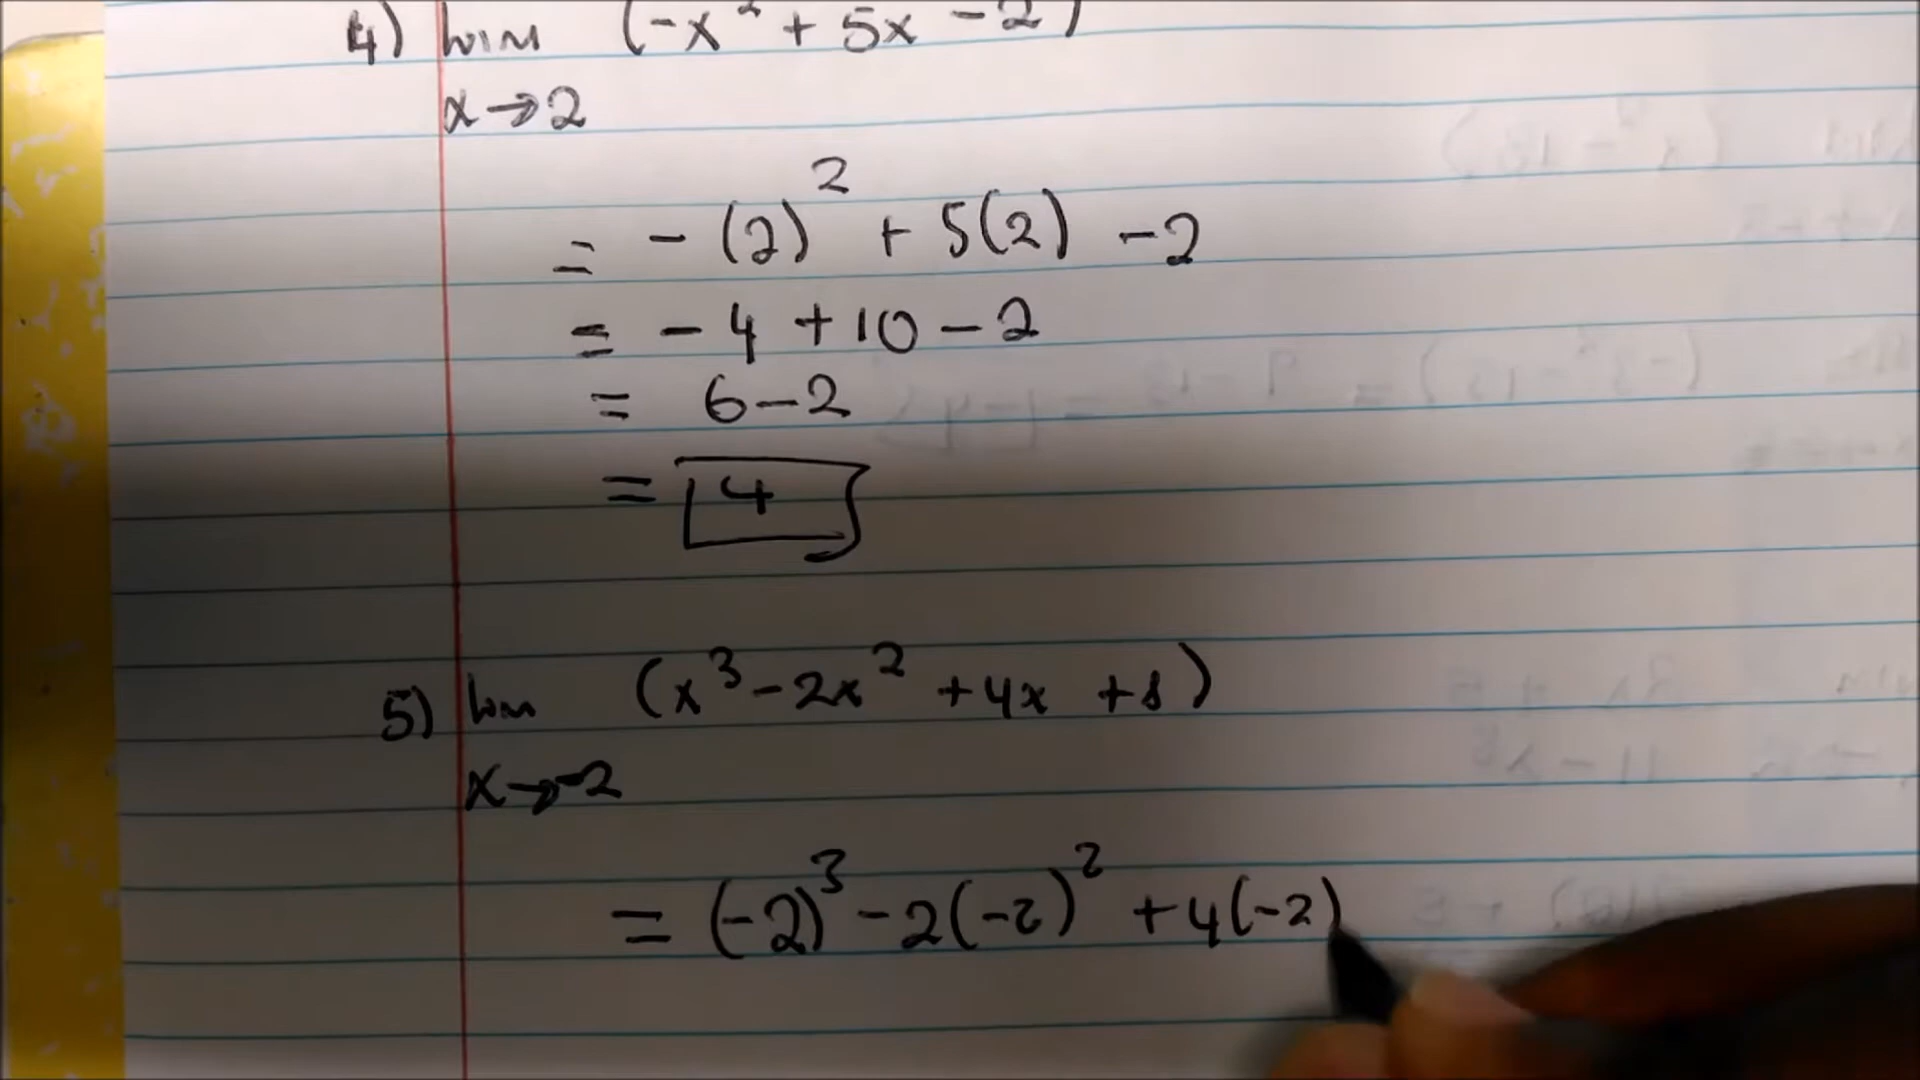 4) lim (-x² + 5x - 2)
x→2
= - (2)² + 5(2) - 2
= - 4 + 10 - 2
= 6 - 2
= 4
5) lim (x³ - 2x² + 4x + 8)
x→-2
= (-2)³ - 2(-2)² + 4(-2)